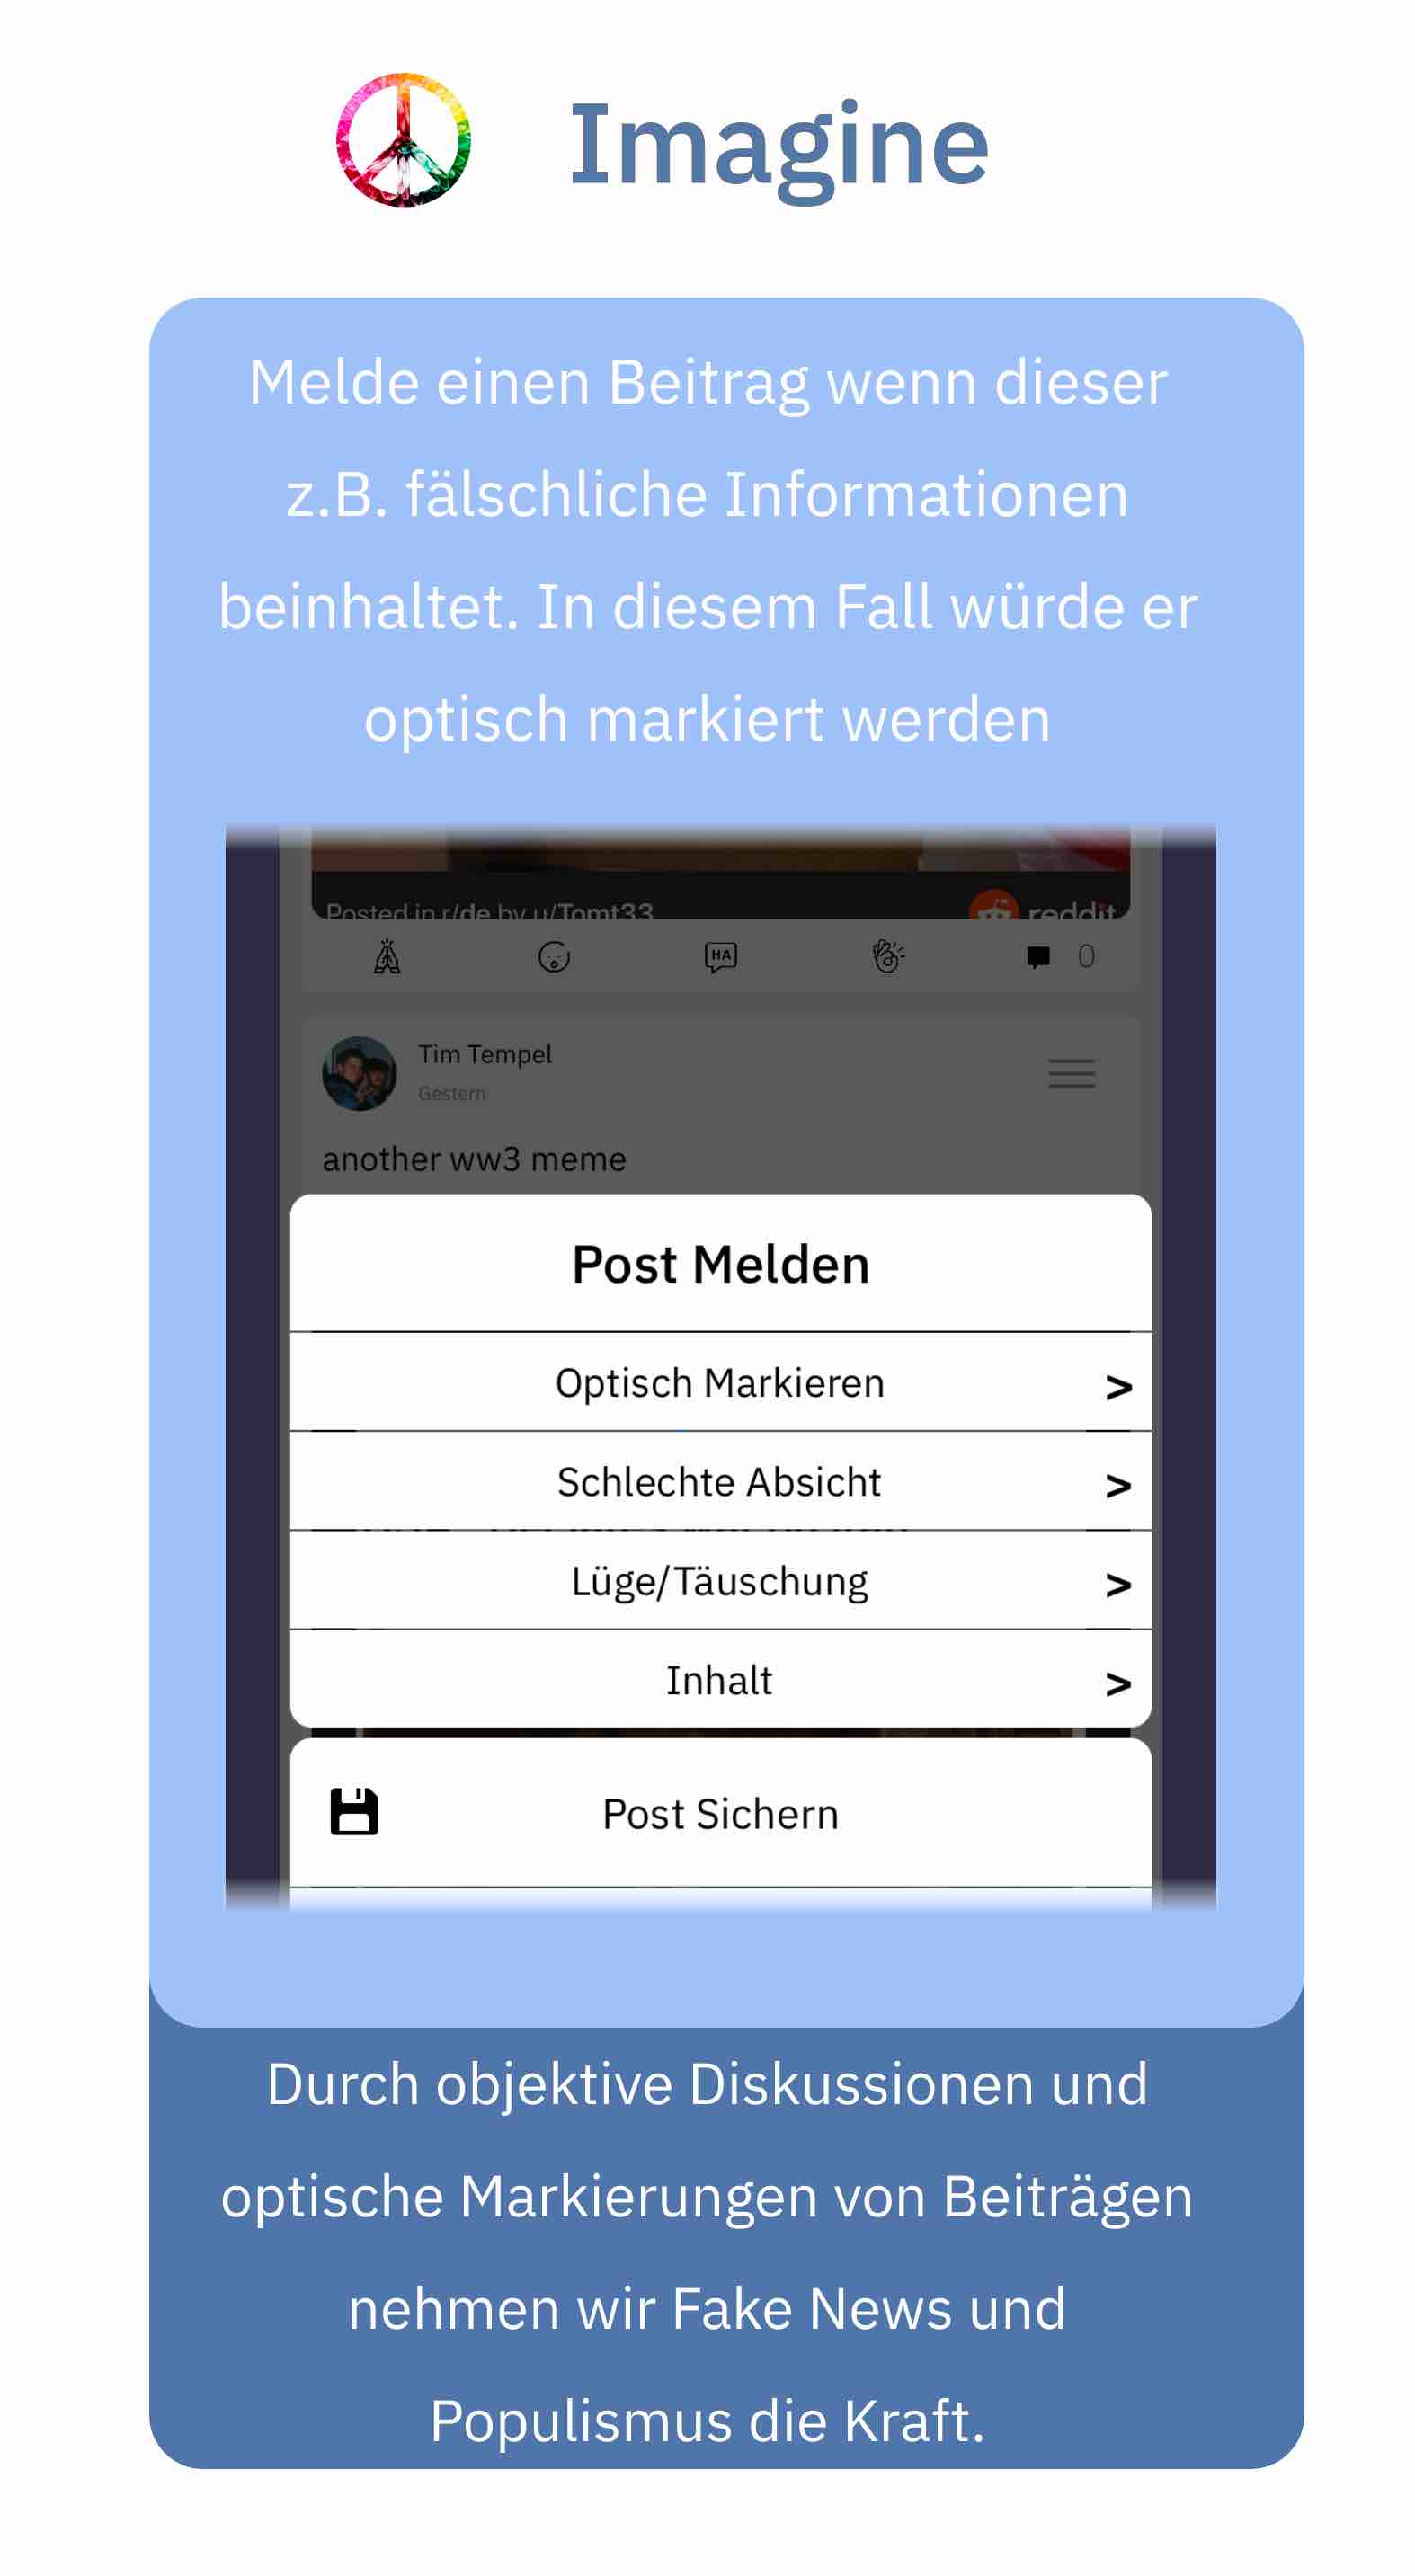 Imagine
Melde einen Beitrag wenn dieser
z.B. fälschliche Informationen
beinhaltet. In diesem Fall würde er
optisch markiert werden
Posted in r/de by u/Tomt33 reddit
HA 0
Tim Tempel
Gestern
another ww3 meme
Post Melden
Optisch Markieren >
Schlechte Absicht >
Lüge/Täuschung >
Inhalt >
Post Sichern
Durch objektive Diskussionen und
optische Markierungen von Beiträgen
nehmen wir Fake News und
Populismus die Kraft.